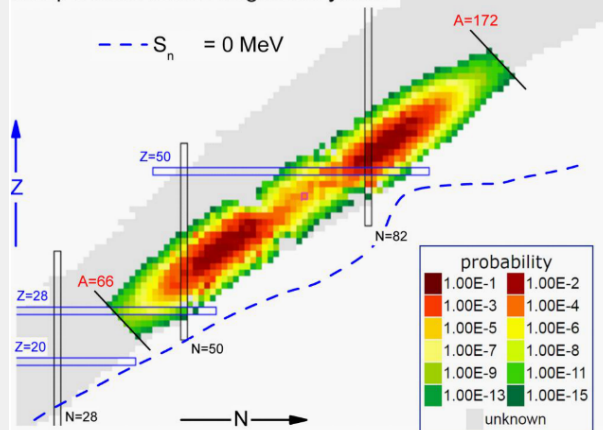 A=172
S_n = 0 MeV
Z=50
Z
N=82
A=66
Z=28
N=50
Z=20
N=28
N
probability
1.00E-1 1.00E-2
1.00E-3 1.00E-4
1.00E-5 1.00E-6
1.00E-7 1.00E-8
1.00E-9 1.00E-11
1.00E-13 1.00E-15
unknown